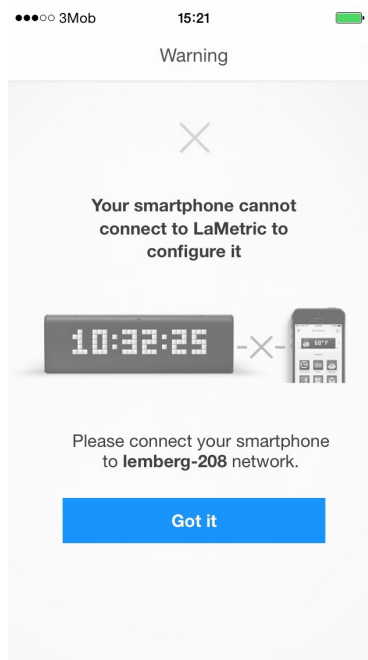 3Mob 15:21
Warning
Your smartphone cannot
connect to LaMetric to
configure it
10:32:25
Please connect your smartphone
to lemberg-208 network.
Got it